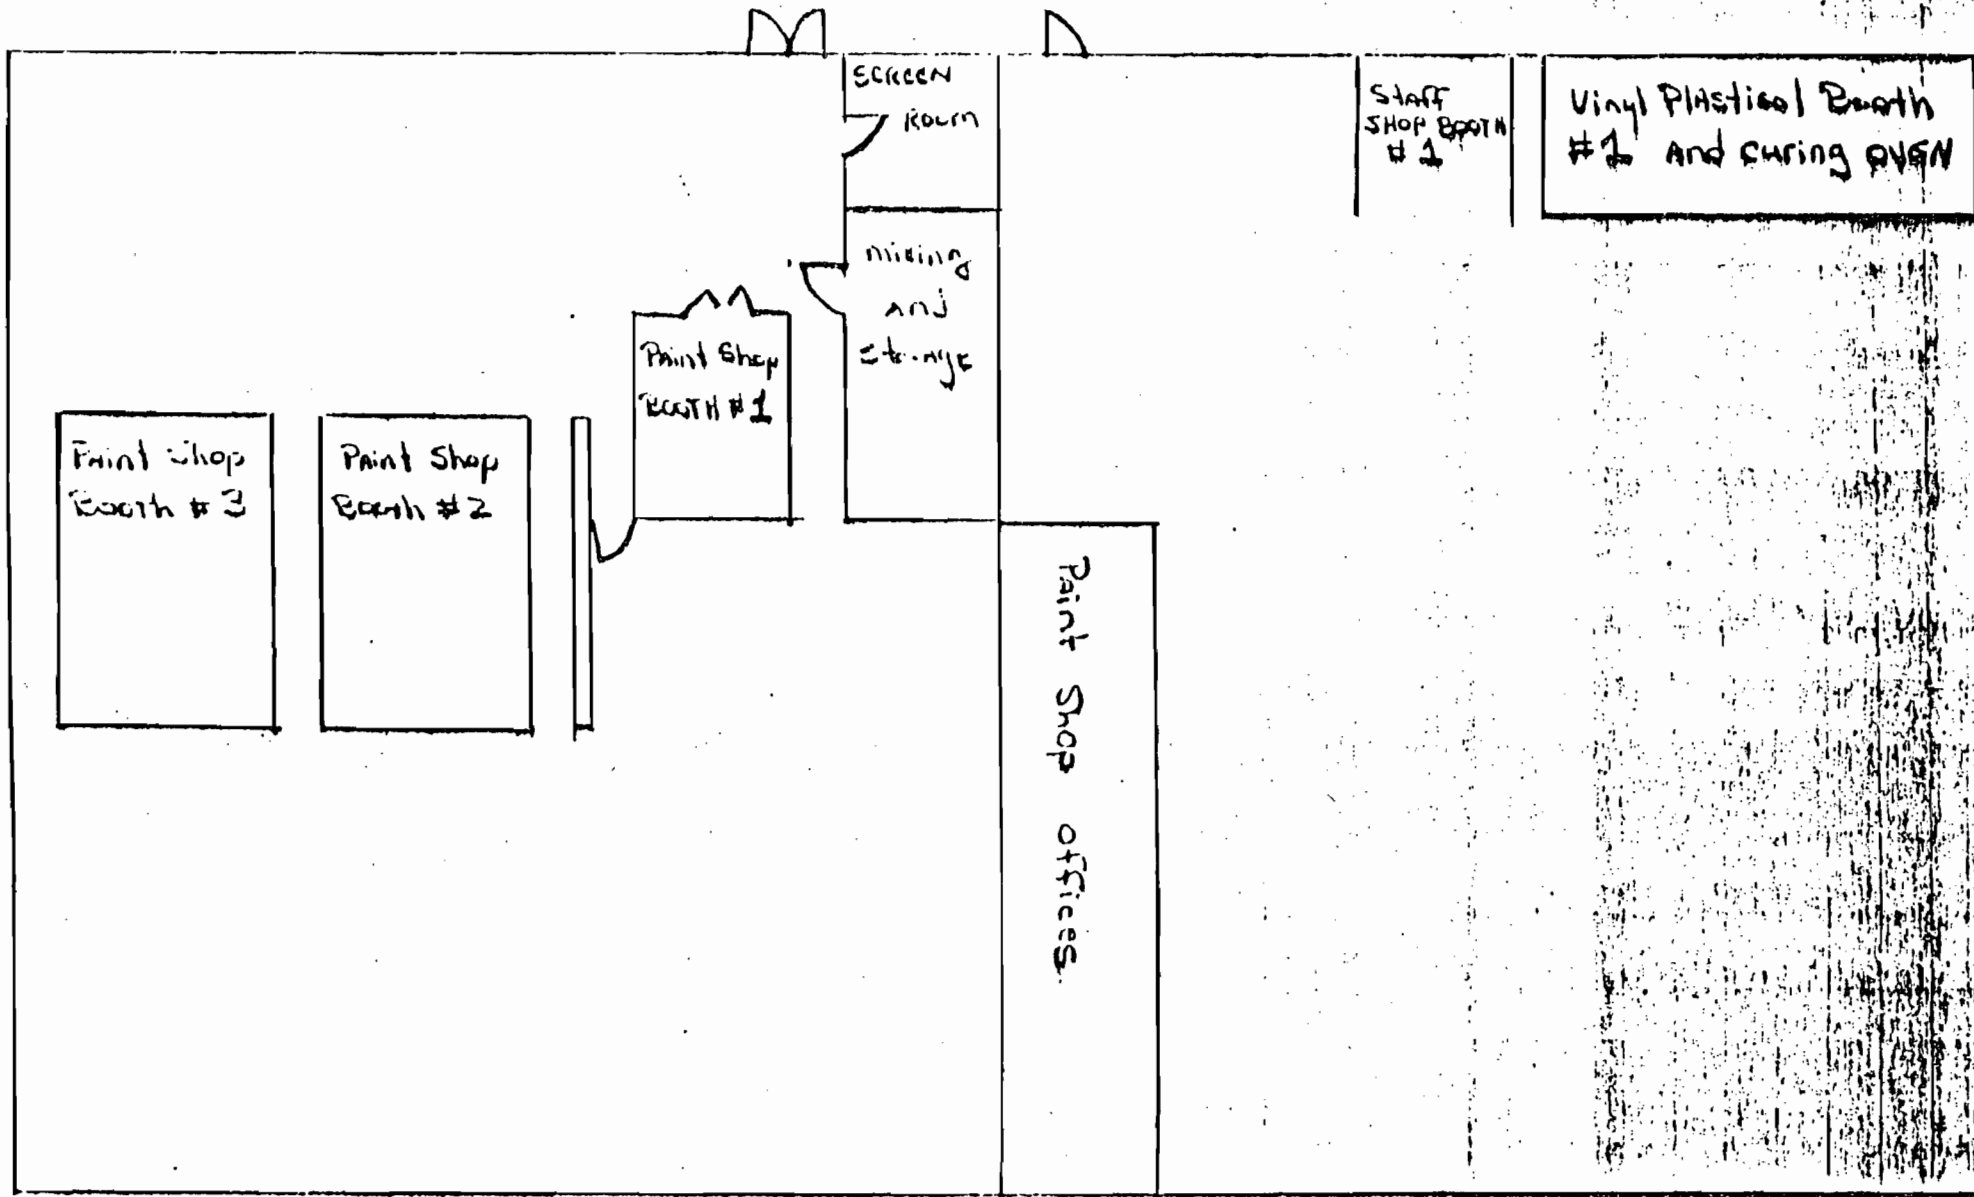 SCREEN
ROOM
mixing
And
Storage
Paint Shop
BOOTH #1
Paint Shop
Booth #3
Paint Shop
Booth #2
Paint Shop offices
Staff
SHOP BOOTH
#1
Vinyl Plastisol Booth
#1 And curing OVEN